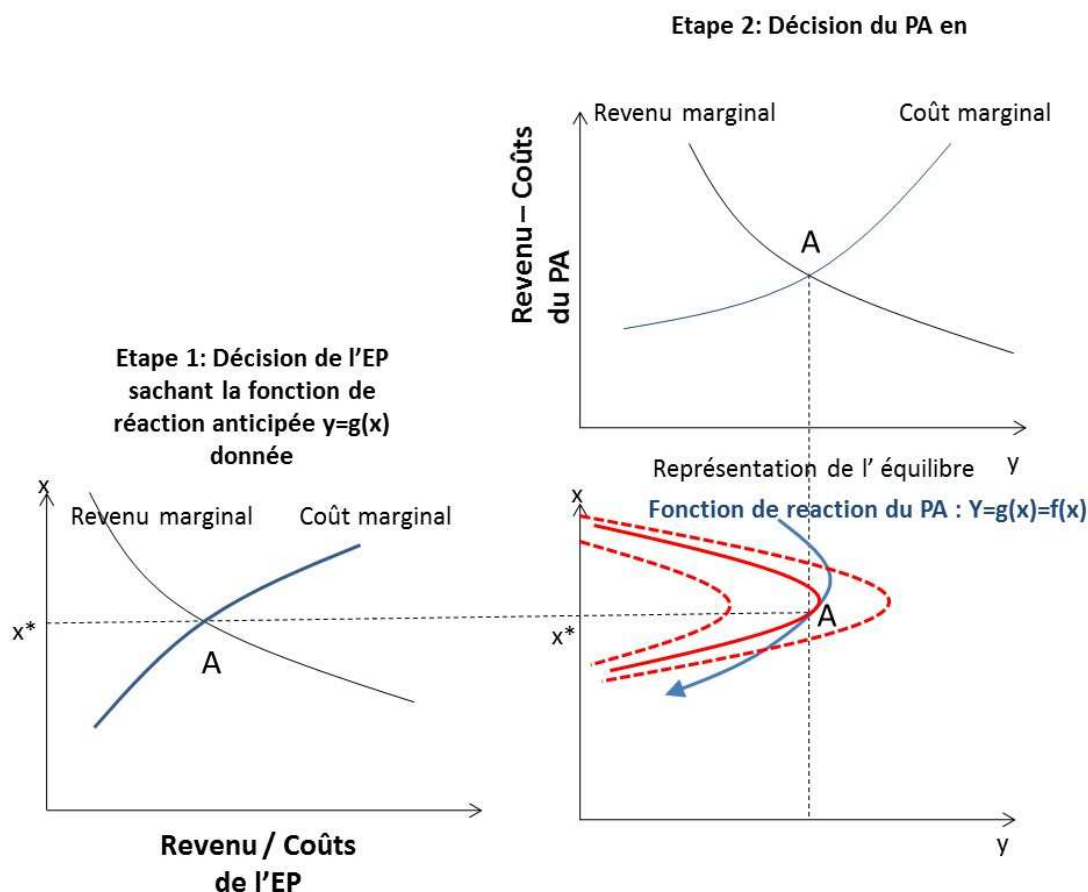 Etape 2: Décision du PA en
Revenu marginal
Coût marginal
Revenu – Coûts
du PA
A
y
Etape 1: Décision de l'EP
sachant la fonction de
réaction anticipée y=g(x)
donnée
x
Revenu marginal
Coût marginal
x*
A
Revenu / Coûts
de l'EP
Représentation de l' équilibre
x
Fonction de reaction du PA : Y=g(x)=f(x)
x*
A
y